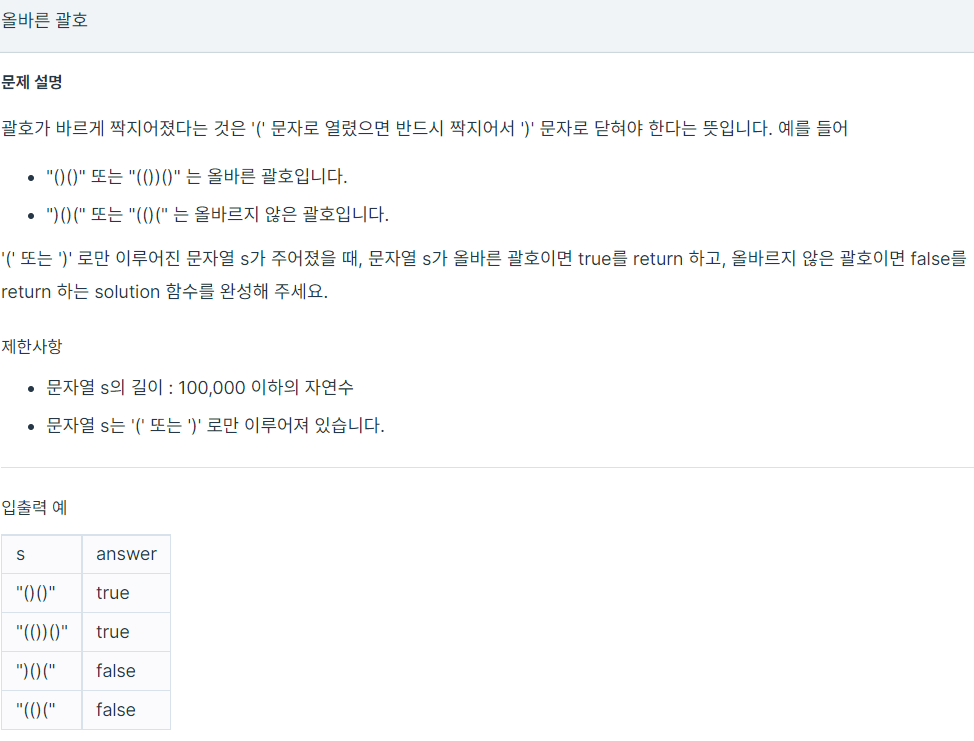 올바른 괄호
문제 설명
괄호가 바르게 짝지어졌다는 것은 '(' 문자로 열렸으면 반드시 짝지어서 ')' 문자로 닫혀야 한다는 뜻입니다. 예를 들어
"()()" 또는 "(())()" 는 올바른 괄호입니다.
")()(" 또는 "(()(" 는 올바르지 않은 괄호입니다.
'(' 또는 ')' 로만 이루어진 문자열 s가 주어졌을 때, 문자열 s가 올바른 괄호이면 true를 return 하고, 올바르지 않은 괄호이면 false를
return 하는 solution 함수를 완성해 주세요.
제한사항
문자열 s의 길이 : 100,000 이하의 자연수
문자열 s는 '(' 또는 ')' 로만 이루어져 있습니다.
입출력 예
s answer
"()()" true
"(())()" true
")()(" false
"(()(" false